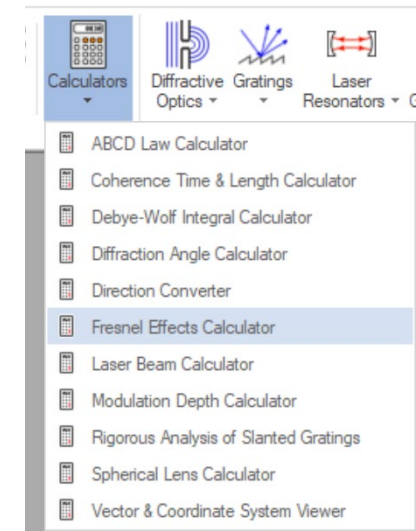 Calculators
Diffractive
Optics
Gratings
Laser
Resonators
ABCD Law Calculator
Coherence Time & Length Calculator
Debye-Wolf Integral Calculator
Diffraction Angle Calculator
Direction Converter
Fresnel Effects Calculator
Laser Beam Calculator
Modulation Depth Calculator
Rigorous Analysis of Slanted Gratings
Spherical Lens Calculator
Vector & Coordinate System Viewer